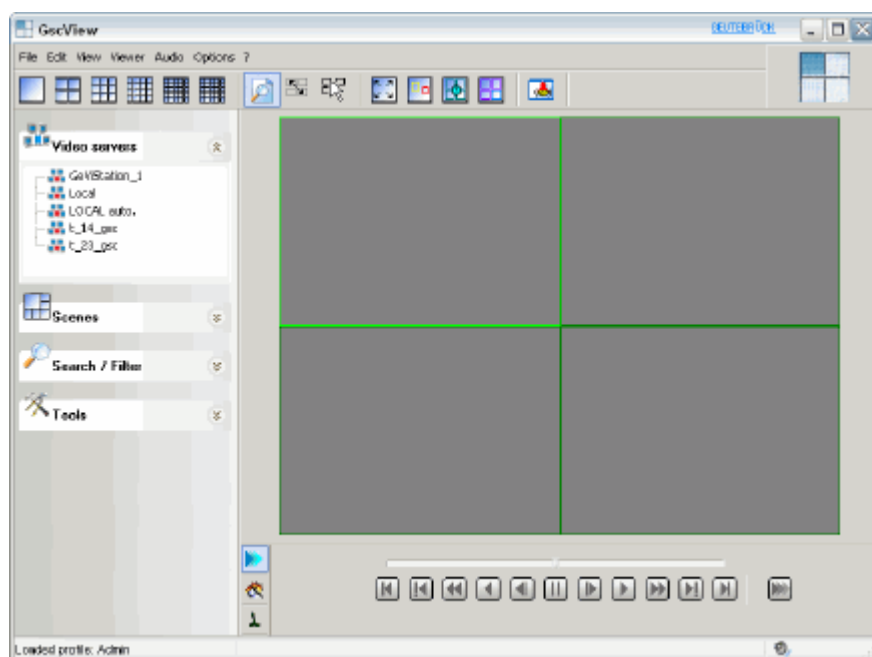 GscView
GEUTEBRÜCK
File Edit View Viewer Audio Options ?
Video servers
GeViStation_1
Local
LOCAL auto.
t_14_gsc
t_23_gsc
Scenes
Search / Filter
Tools
Loaded profile: Admin